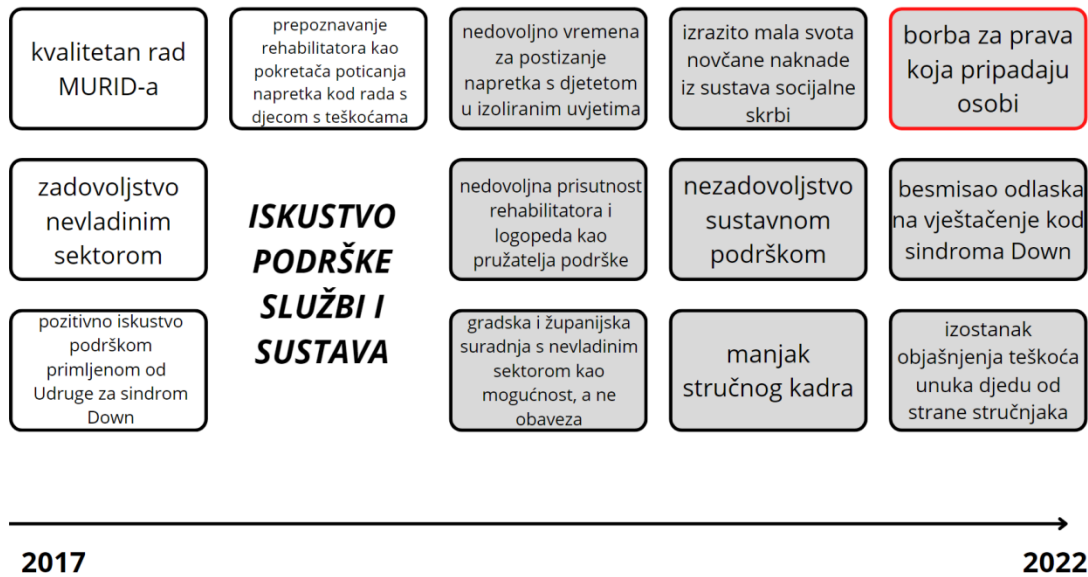 kvalitetan rad
MURID-a
prepoznavanje
rehabilitatora kao
pokretača poticanja
napretka kod rada s
djecom s teškoćama
nedovoljno vremena
za postizanje
napretka s djetetom
u izoliranim uvjetima
izrazito mala svota
novčane naknade
iz sustava socijalne
skrbi
borba za prava
koja pripadaju
osobi
zadovoljstvo
nevladinim
sektorom
ISKUSTVO
PODRŠKE
SLUŽBI I
SUSTAVA
nedovoljna prisutnost
rehabilitatora i
logopeda kao
pružatelja podrške
nezadovoljstvo
sustavnom
podrškom
besmisao odlaska
na vještačenje kod
sindroma Down
pozitivno iskustvo
podrškom
primljenom od
Udruge za sindrom
Down
gradska i županijska
suradnja s nevladinim
sektorom kao
mogućnost, a ne
obaveza
manjak
stručnog kadra
izostanak
objašnjenja teškoća
unuka djedu od
strane stručnjaka
2017
2022